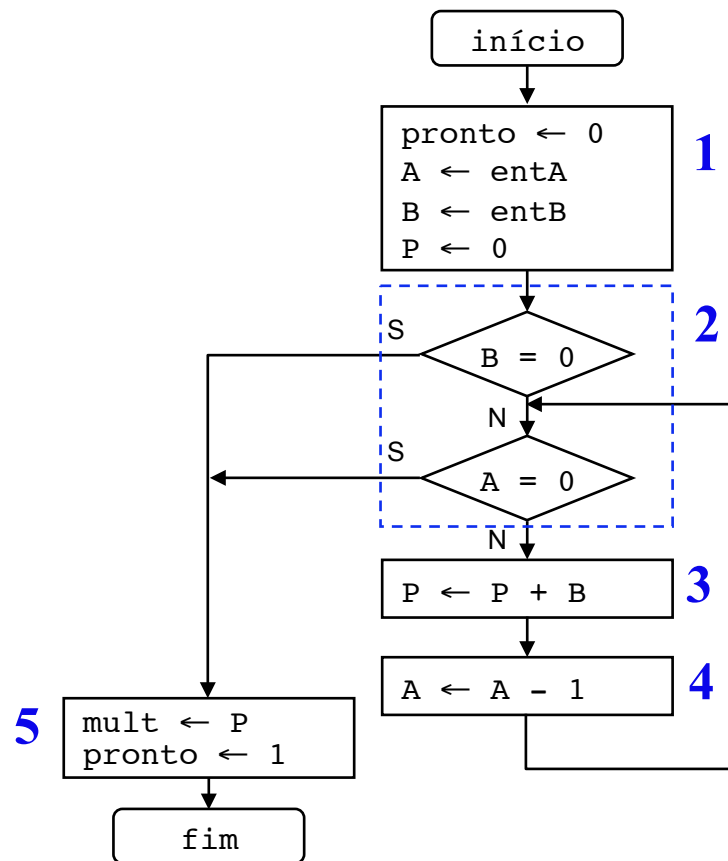 início
pronto ← 0
A ← entA
B ← entB
P ← 0
1
2
S
B = 0
N
S
A = 0
N
P ← P + B
3
A ← A - 1
4
5
mult ← P
pronto ← 1
fim